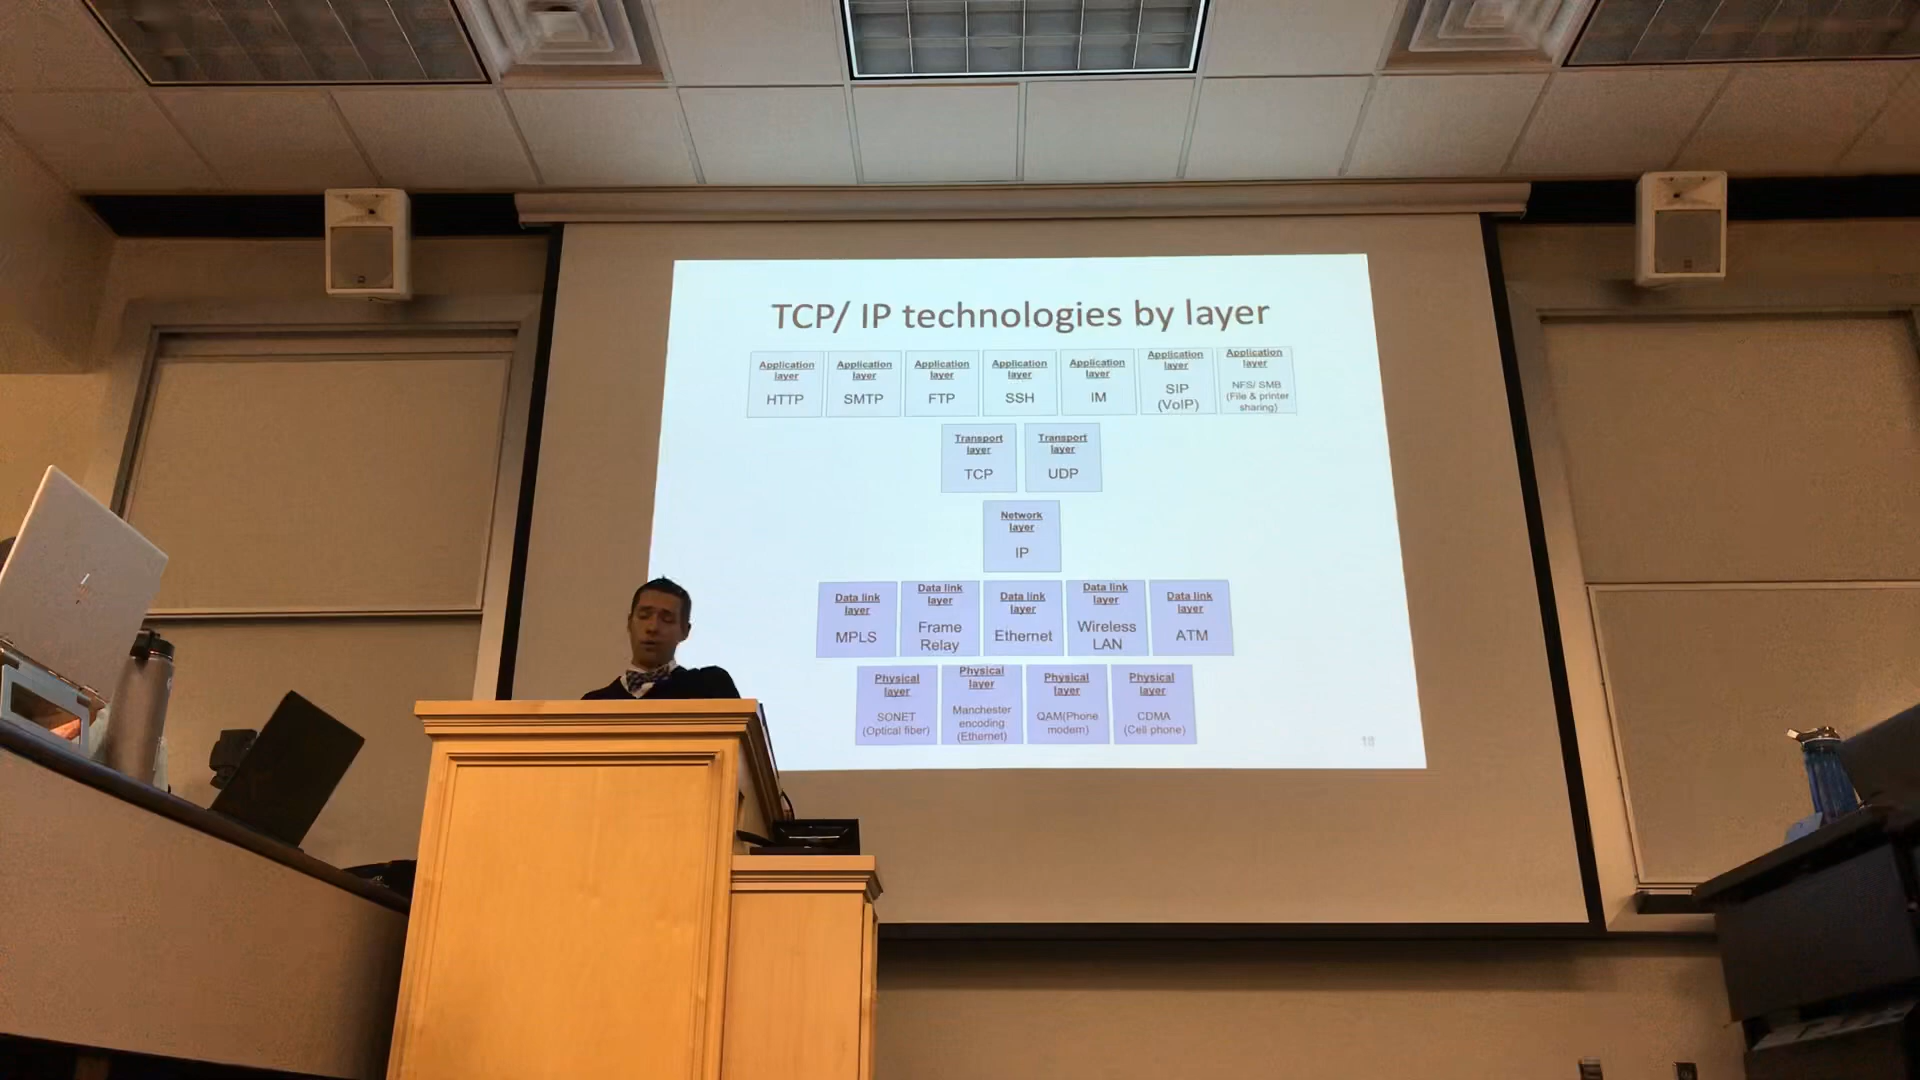 TCP/ IP technologies by layer
Application
layer
HTTP
Application
layer
SMTP
Application
layer
FTP
Application
layer
SSH
Application
layer
IM
Application
layer
SIP
(VoIP)
Application
layer
NFS/ SMB
(File & printer
sharing)
Transport
layer
TCP
Transport
layer
UDP
Network
layer
IP
Data link
layer
MPLS
Data link
layer
Frame
Relay
Data link
layer
Ethernet
Data link
layer
Wireless
LAN
Data link
layer
ATM
Physical
layer
SONET
(Optical fiber)
Physical
layer
Manchester
encoding
(Ethernet)
Physical
layer
QAM(Phone
modem)
Physical
layer
CDMA
(Cell phone)
18